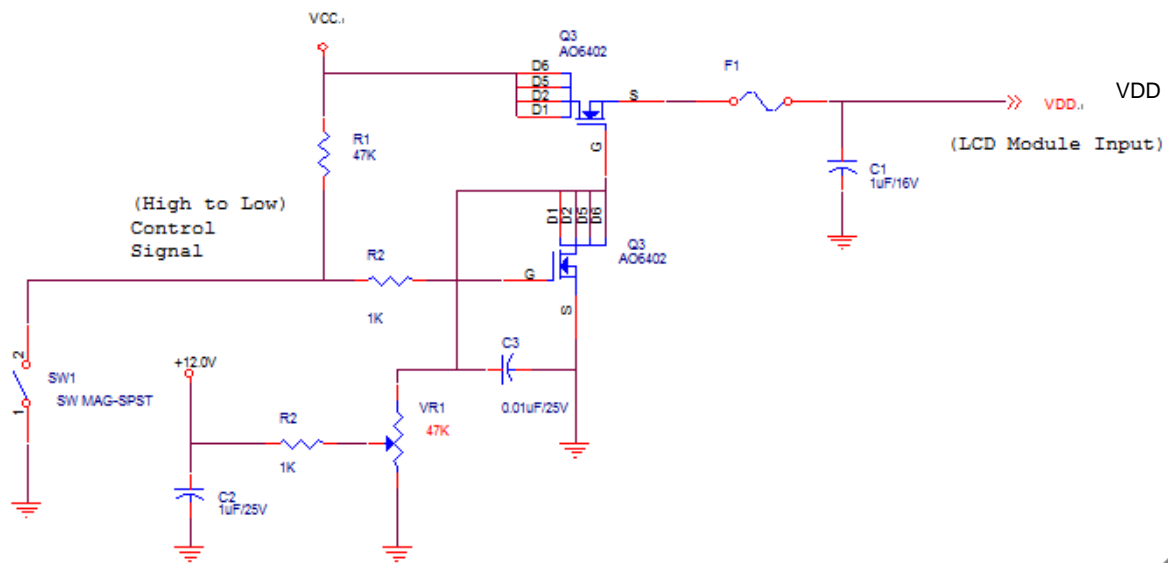 VCC.
Q3
AO6402
D6
D5
D2
D1
S
G
F1
VDD.
VDD
(LCD Module Input)
R1
47K
C1
1uF/16V
(High to Low)
Control
Signal
D1
D2
D5
D6
Q3
AO6402
R2
G
1K
S
C3
0.01uF/25V
2
SW1
SW MAG-SPST
1
+12.0V
R2
1K
VR1
47K
C2
1uF/25V